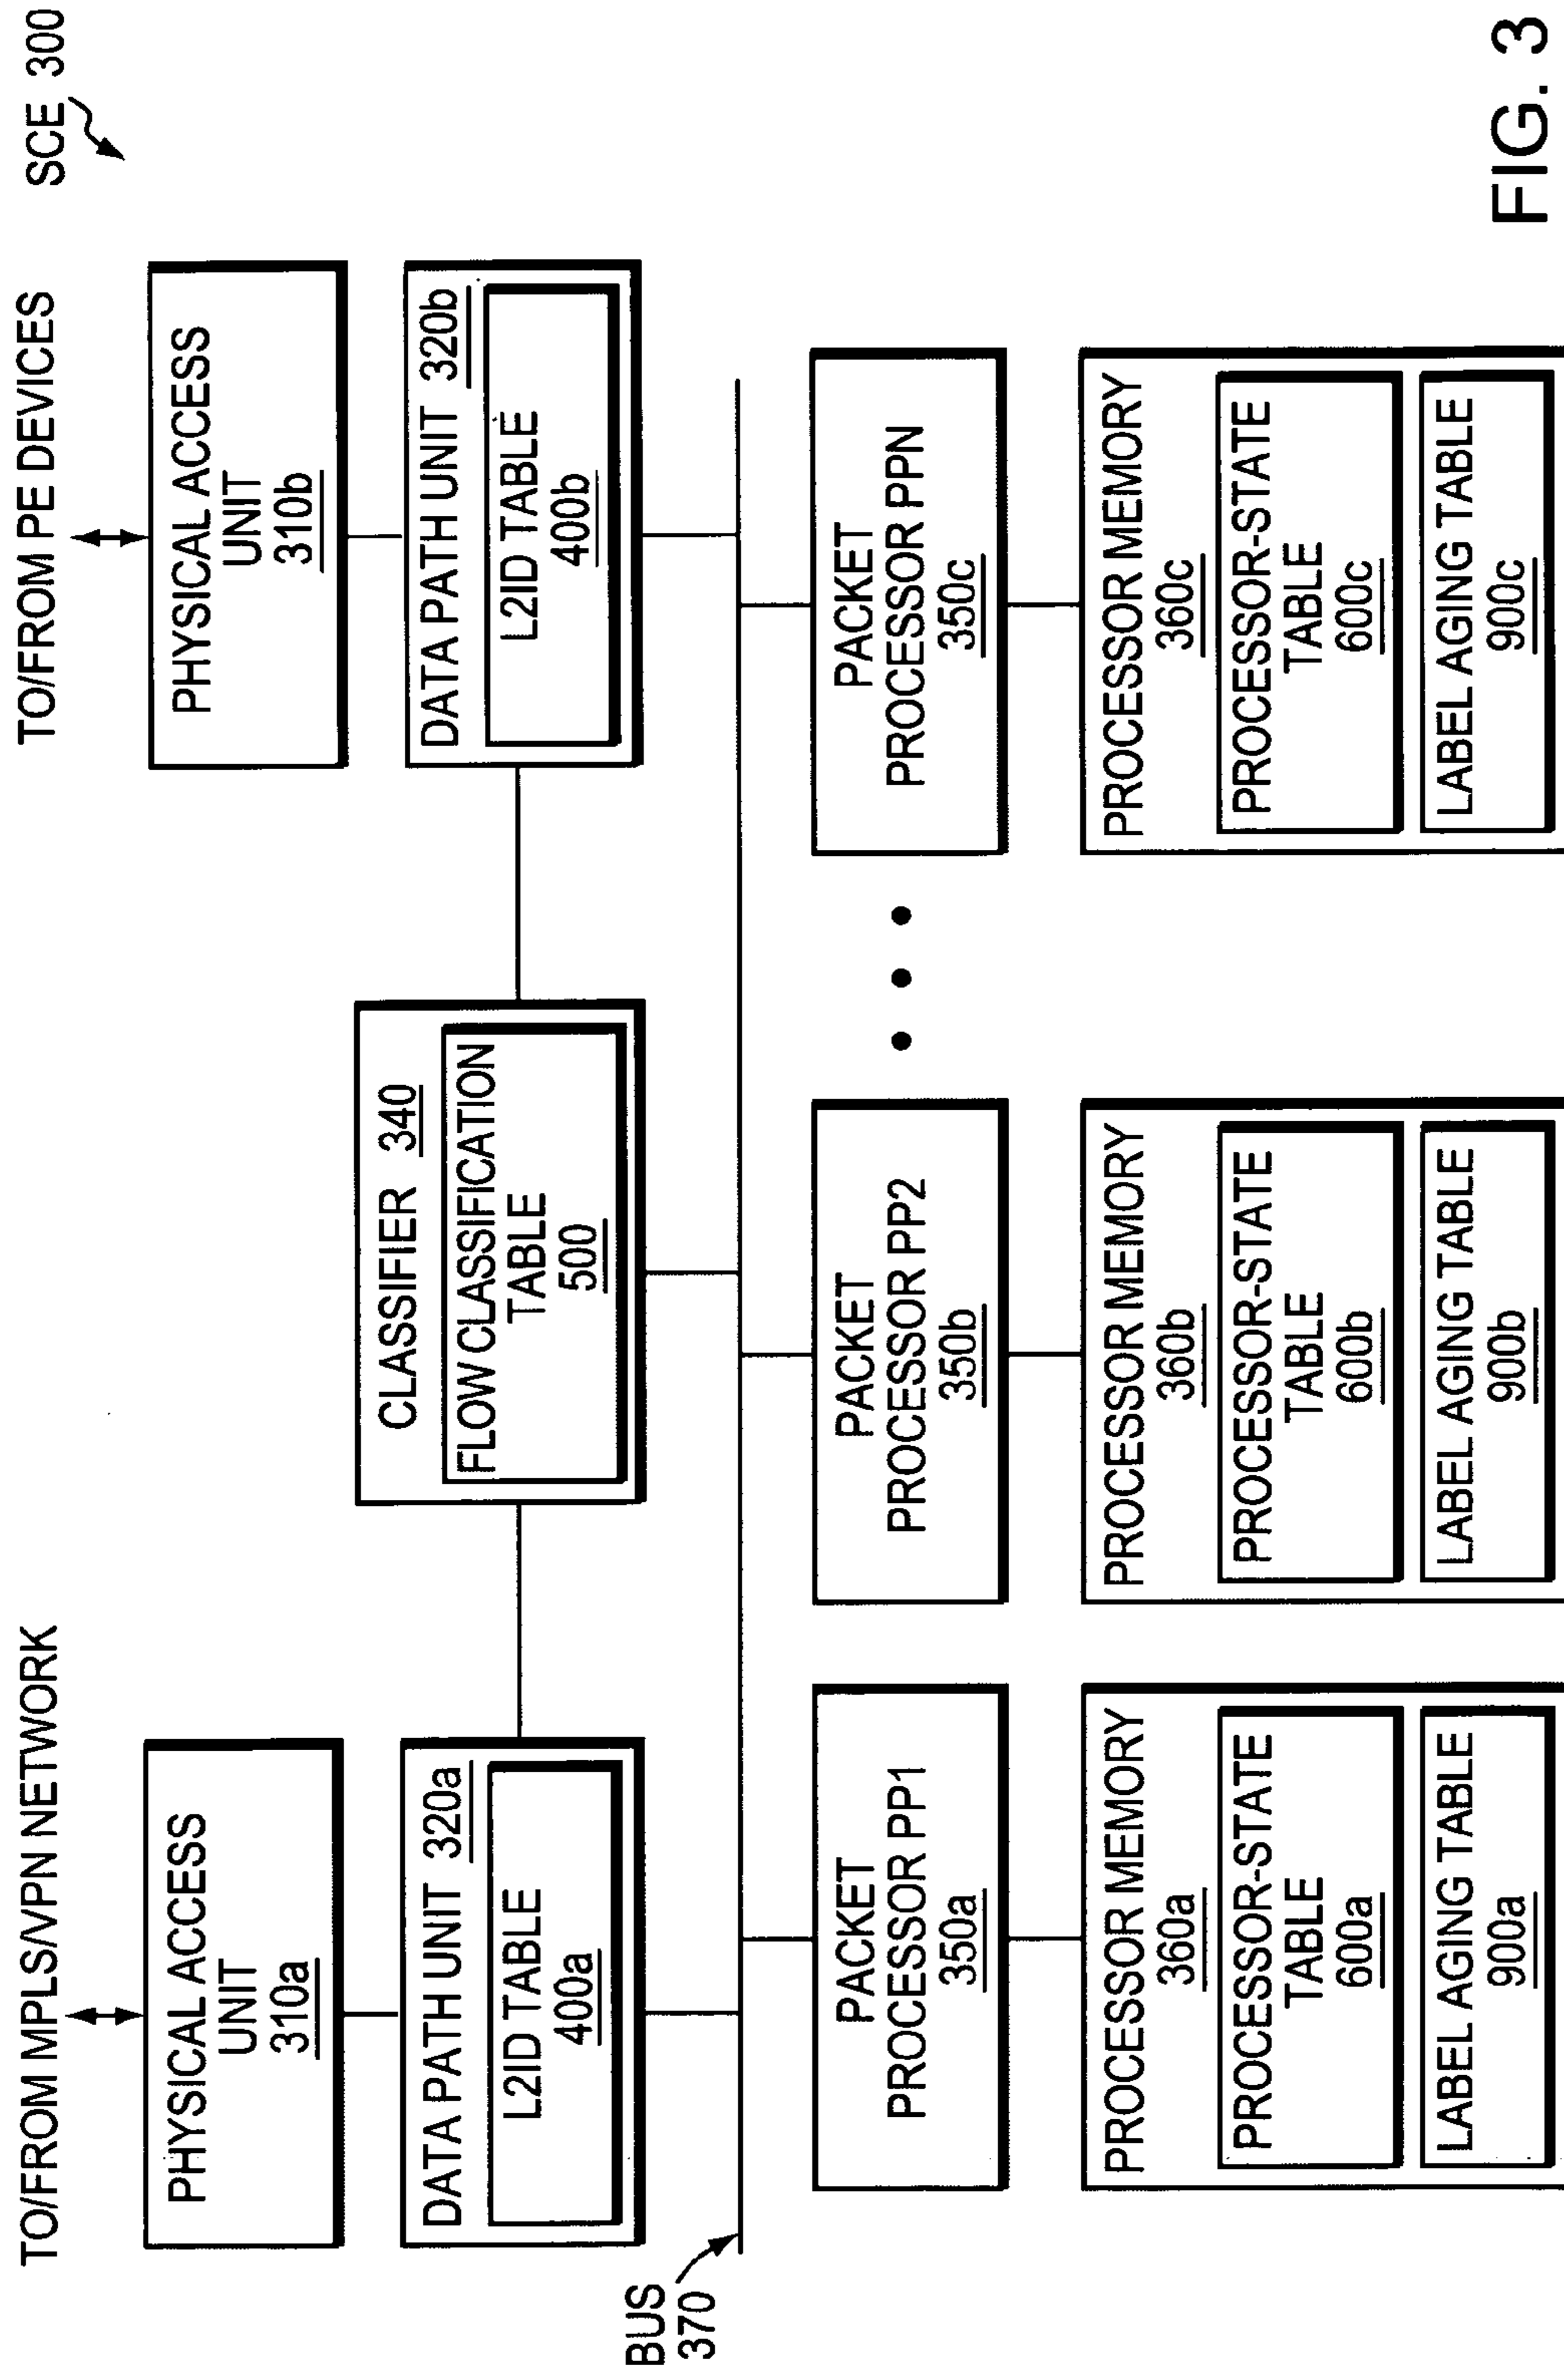 TO/FROM MPLS/VPN NETWORK
TO/FROM PE DEVICES
SCE 300
PHYSICAL ACCESS
UNIT
310a
PHYSICAL ACCESS
UNIT
310b
DATA PATH UNIT 320a
L2ID TABLE
400a
CLASSIFIER 340
FLOW CLASSIFICATION
TABLE
500
DATA PATH UNIT 320b
L2ID TABLE
400b
BUS
370
PACKET
PROCESSOR PP1
350a
PACKET
PROCESSOR PP2
350b
PACKET
PROCESSOR PPN
350c
PROCESSOR MEMORY
360a
PROCESSOR-STATE
TABLE
600a
LABEL AGING TABLE
900a
PROCESSOR MEMORY
360b
PROCESSOR-STATE
TABLE
600b
LABEL AGING TABLE
900b
PROCESSOR MEMORY
360c
PROCESSOR-STATE
TABLE
600c
LABEL AGING TABLE
900c
FIG. 3